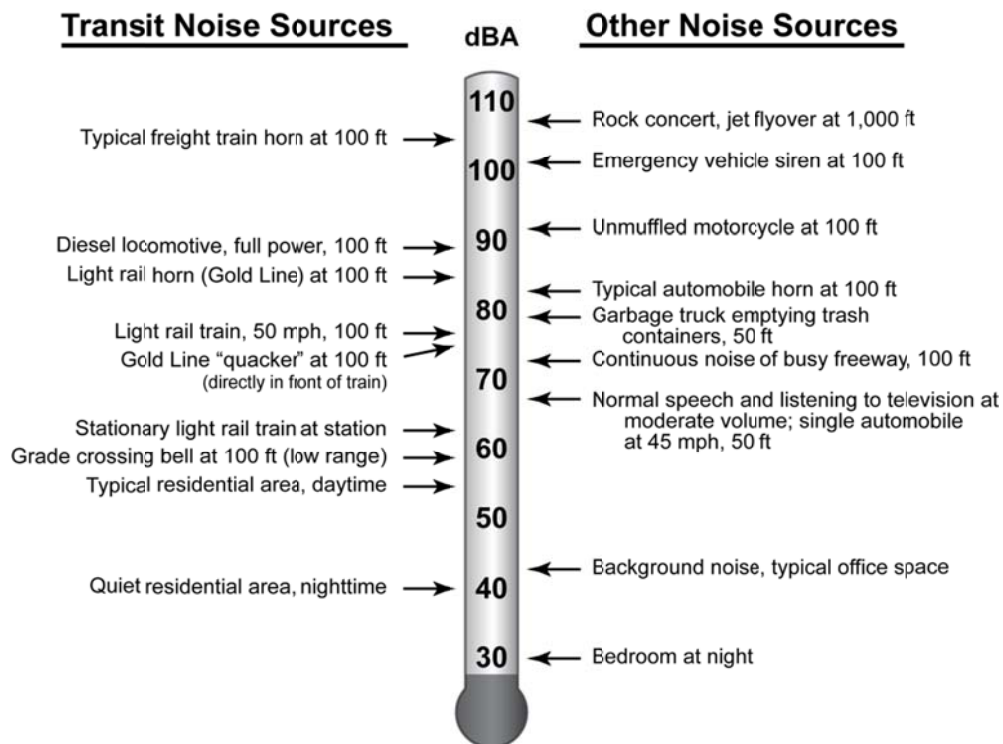 Transit Noise Sources
Typical freight train horn at 100 ft
Diesel locomotive, full power, 100 ft
Light rail horn (Gold Line) at 100 ft
Light rail train, 50 mph, 100 ft
Gold Line “quacker” at 100 ft
(directly in front of train)
Stationary light rail train at station
Grade crossing bell at 100 ft (low range)
Typical residential area, daytime
Quiet residential area, nighttime
dBA
110
100
90
80
70
60
50
40
30
Other Noise Sources
Rock concert, jet flyover at 1,000 ft
Emergency vehicle siren at 100 ft
Unmuffled motorcycle at 100 ft
Typical automobile horn at 100 ft
Garbage truck emptying trash
containers, 50 ft
Continuous noise of busy freeway, 100 ft
Normal speech and listening to television at
moderate volume; single automobile
at 45 mph, 50 ft
Background noise, typical office space
Bedroom at night